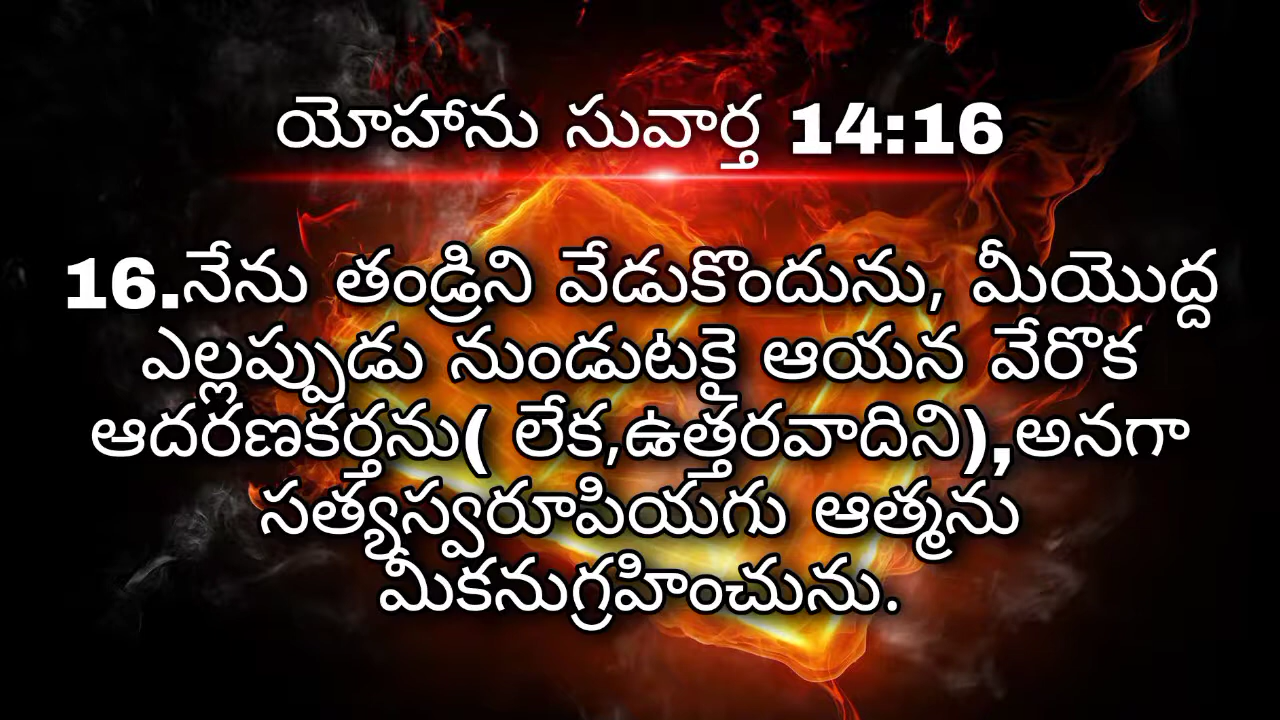 యోహాను సువార్త 14:16
16.నేను తండ్రిని వేడుకొందును, మీయొద్ద
ఎల్లప్పుడు నుండుటకై ఆయన వేరొక
ఆదరణకర్తను( లేక,ఉత్తరవాదిని),అనగా
సత్యస్వరూపియగు ఆత్మను
మీకనుగ్రహించును.